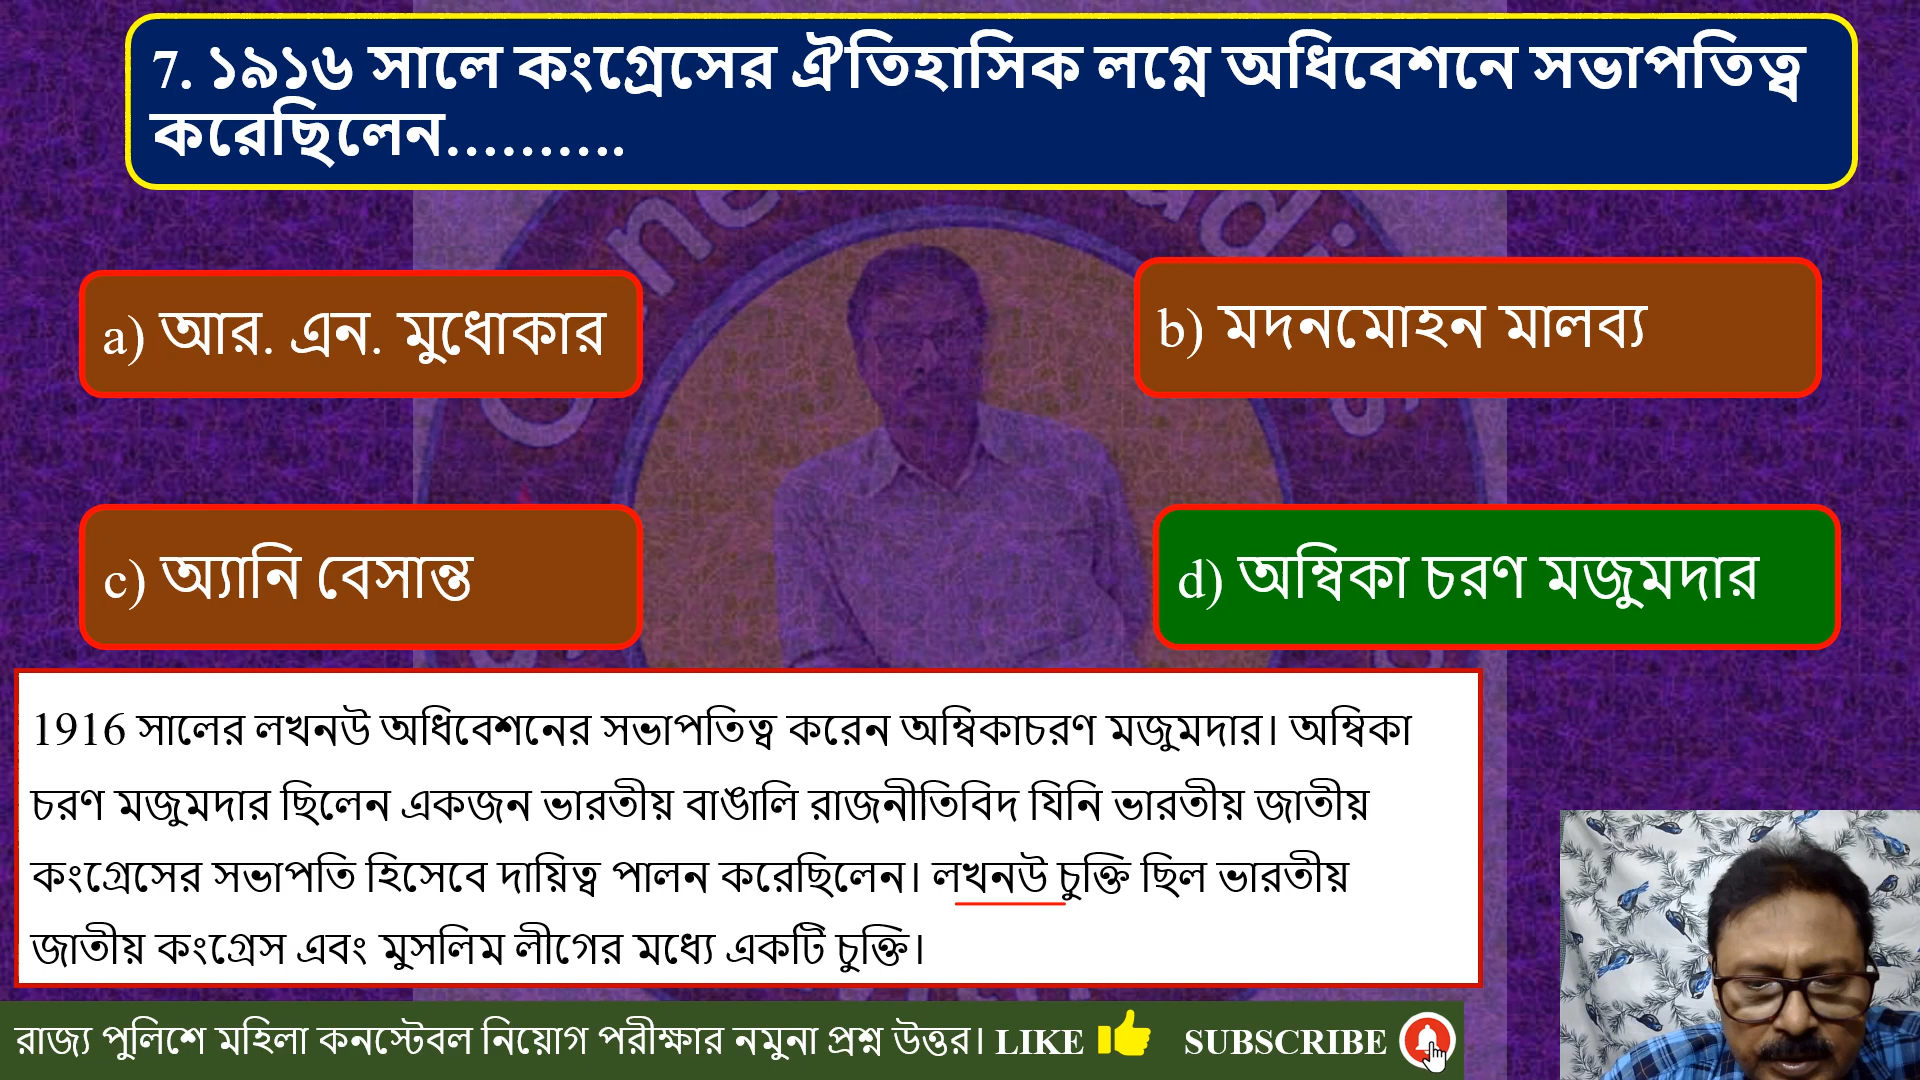 7. ১৯১৬ সালে কংগ্রেসের ঐতিহাসিক লগ্নে অধিবেশনে সভাপতিত্ব
করেছিলেন..........
a) আর. এন. মুধোকার
b) মদনমোহন মালব্য
c) অ্যানি বেসান্ত
d) অম্বিকা চরণ মজুমদার
1916 সালের লখনউ অধিবেশনের সভাপতিত্ব করেন অম্বিকাচরণ মজুমদার। অম্বিকা
চরণ মজুমদার ছিলেন একজন ভারতীয় বাঙালি রাজনীতিবিদ যিনি ভারতীয় জাতীয়
কংগ্রেসের সভাপতি হিসেবে দায়িত্ব পালন করেছিলেন। লখনউ চুক্তি ছিল ভারতীয়
জাতীয় কংগ্রেস এবং মুসলিম লীগের মধ্যে একটি চুক্তি।
রাজ্য পুলিশে মহিলা কনস্টেবল নিয়োগ পরীক্ষার নমুনা প্রশ্ন উত্তর। LIKE SUBSCRIBE